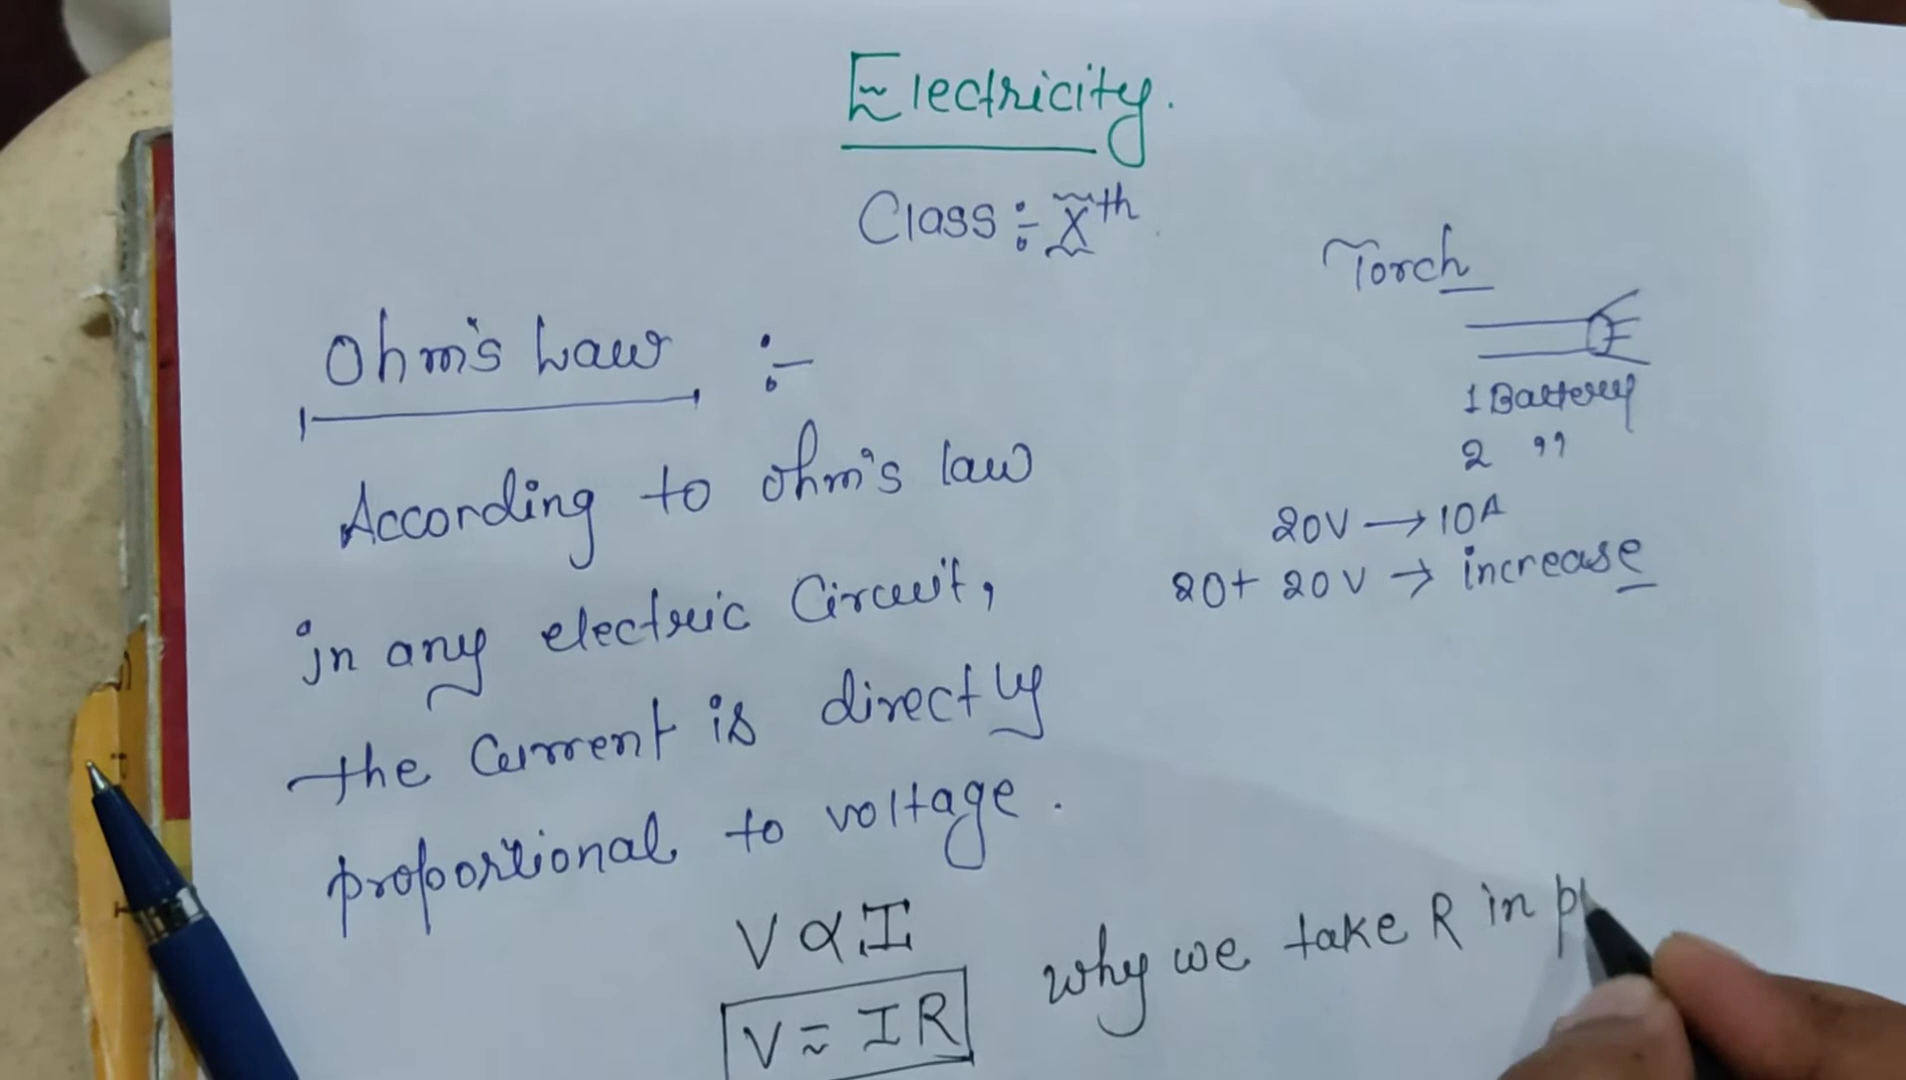 Electricity.
Class :- Xth
Torch
Ohm's Law :-
1 Battery
2 ,,
According to ohm's law
20V → 10A
20+ 20V → increase
in any electric Circuit,
the Current is directly
proportional to voltage.
V ∝ I
why we take R in p
V = IR